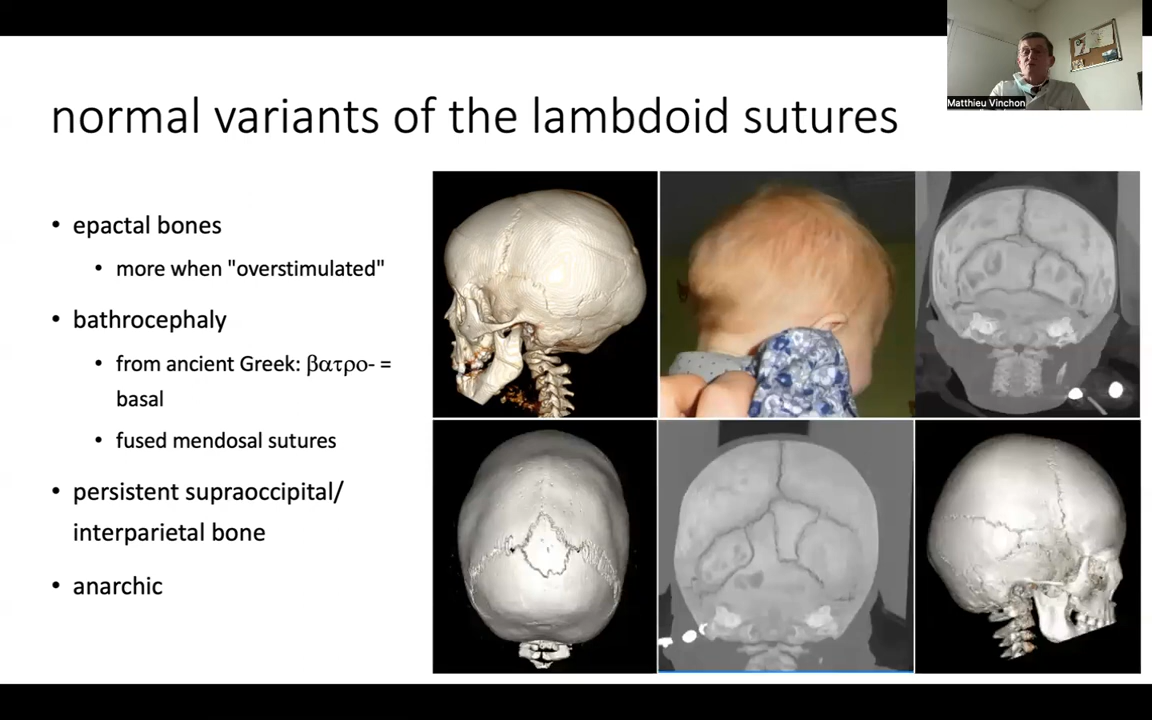 Matthieu Vinchon
normal variants of the lambdoid sutures
• epactal bones
• more when "overstimulated"
• bathrocephaly
• from ancient Greek: βατρο- =
basal
• fused mendosal sutures
• persistent supraoccipital/
interparietal bone
• anarchic